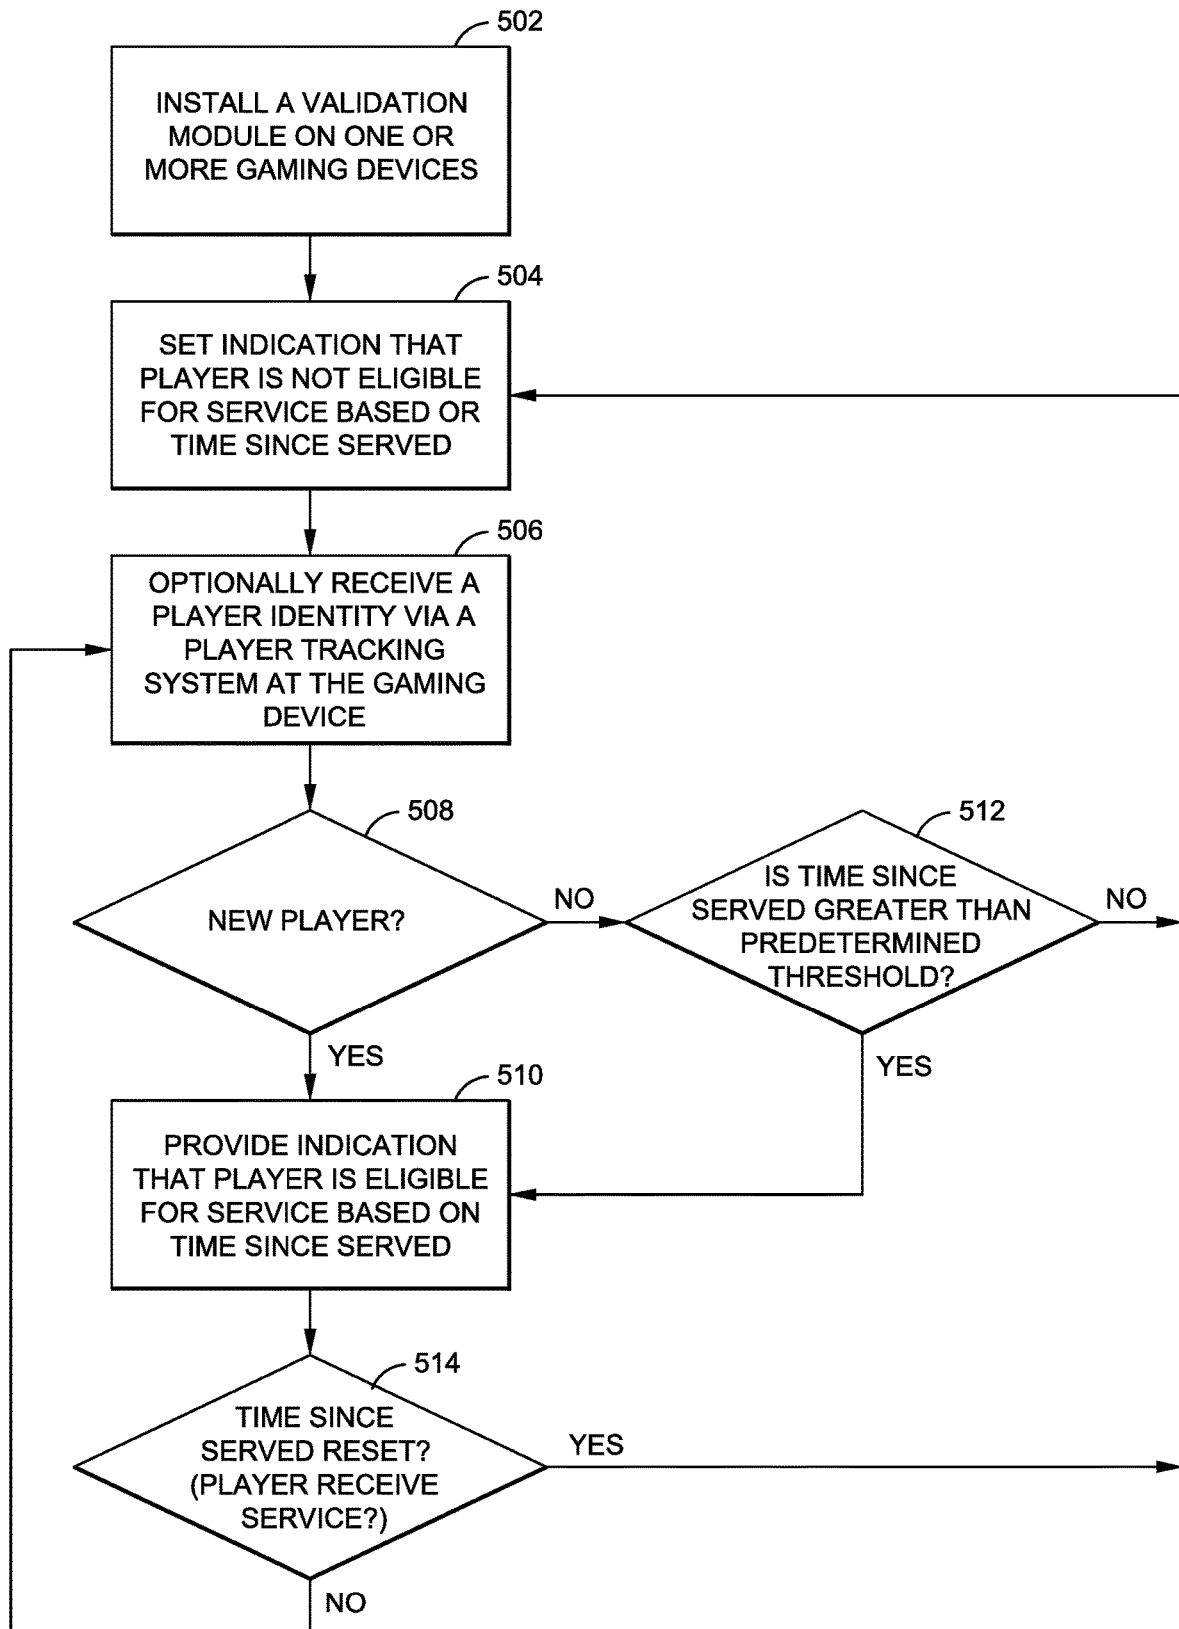 502
INSTALL A VALIDATION
MODULE ON ONE OR
MORE GAMING DEVICES
504
SET INDICATION THAT
PLAYER IS NOT ELIGIBLE
FOR SERVICE BASED OR
TIME SINCE SERVED
506
OPTIONALLY RECEIVE A
PLAYER IDENTITY VIA A
PLAYER TRACKING
SYSTEM AT THE GAMING
DEVICE
508
NEW PLAYER?
NO
512
IS TIME SINCE
SERVED GREATER THAN
PREDETERMINED
THRESHOLD?
NO
YES
YES
510
PROVIDE INDICATION
THAT PLAYER IS ELIGIBLE
FOR SERVICE BASED ON
TIME SINCE SERVED
514
TIME SINCE
SERVED RESET?
(PLAYER RECEIVE
SERVICE?)
YES
NO